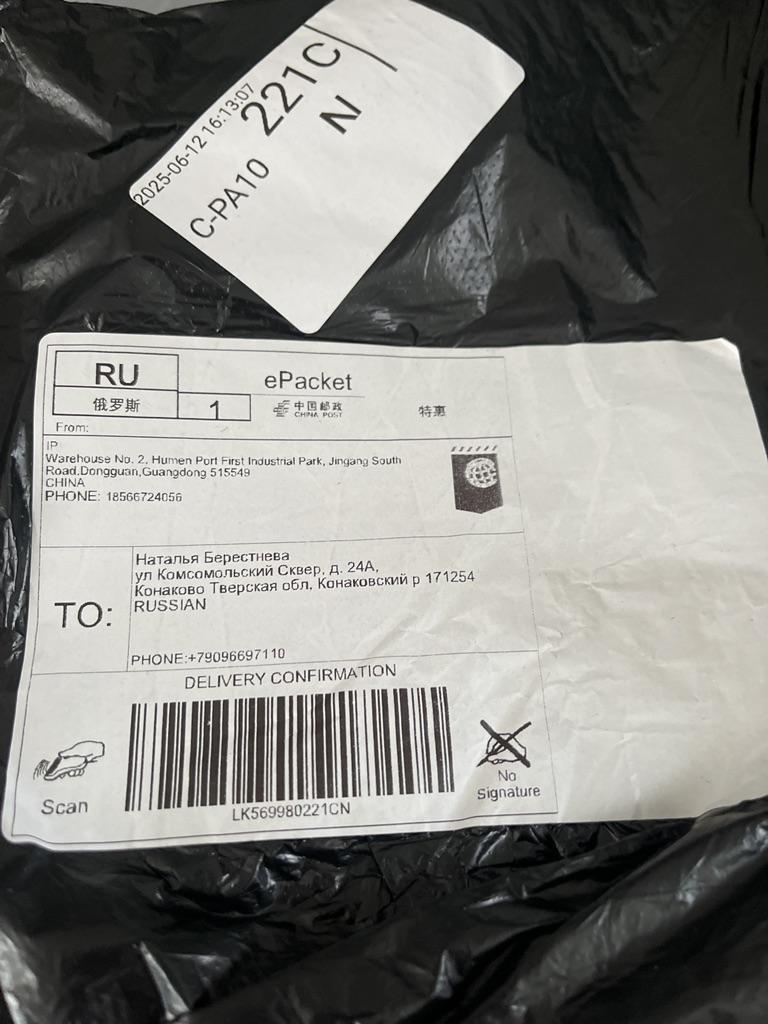 2025-06-12 16:13:07
221C
C-PA10
N
RU
俄罗斯
1
ePacket
中国邮政
CHINA POST
特惠
From:
IP
Warehouse No. 2, Humen Port First Industrial Park, Jingang South
Road,Dongguan,Guangdong 515549
CHINA
PHONE: 18566724056
TO:
Наталья Берестнева
ул Комсомольский Сквер, д. 24А,
Конаково Тверская обл, Конаковский р 171254
RUSSIAN
PHONE:+79096697110
DELIVERY CONFIRMATION
Scan
LK569980221CN
No
Signature